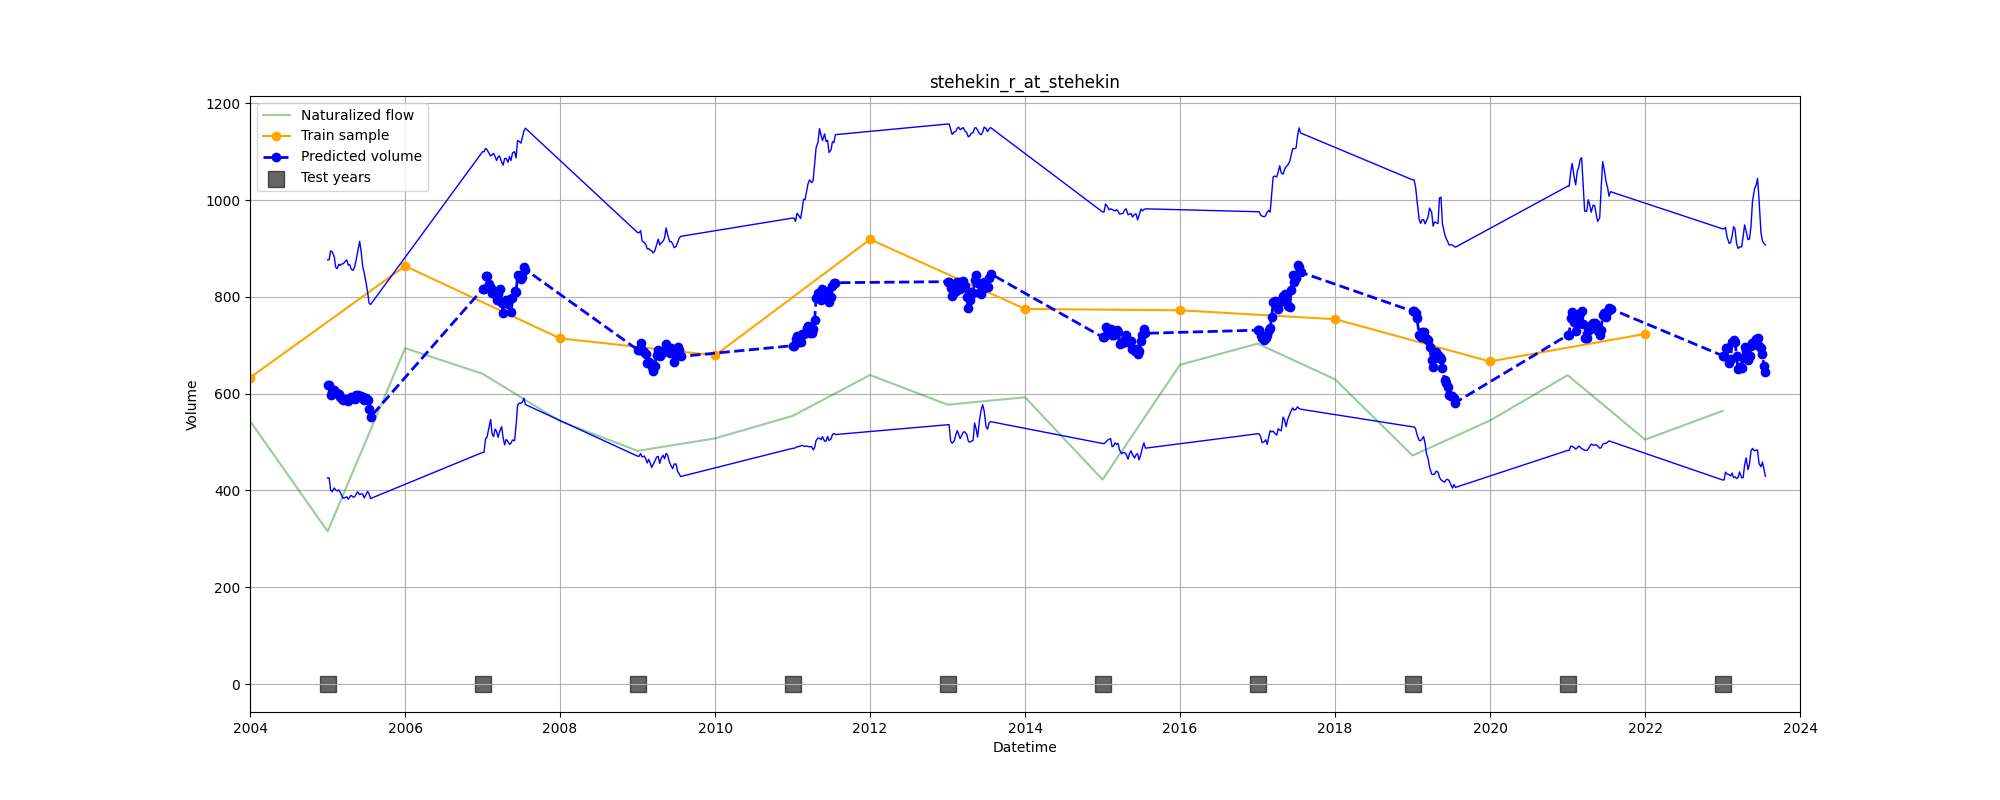 stehekin_r_at_stehekin
Naturalized flow
Train sample
Predicted volume
Test years
1200
1000
800
600
400
200
0
Volume
2004 2006 2008 2010 2012 2014 2016 2018 2020 2022 2024
Datetime